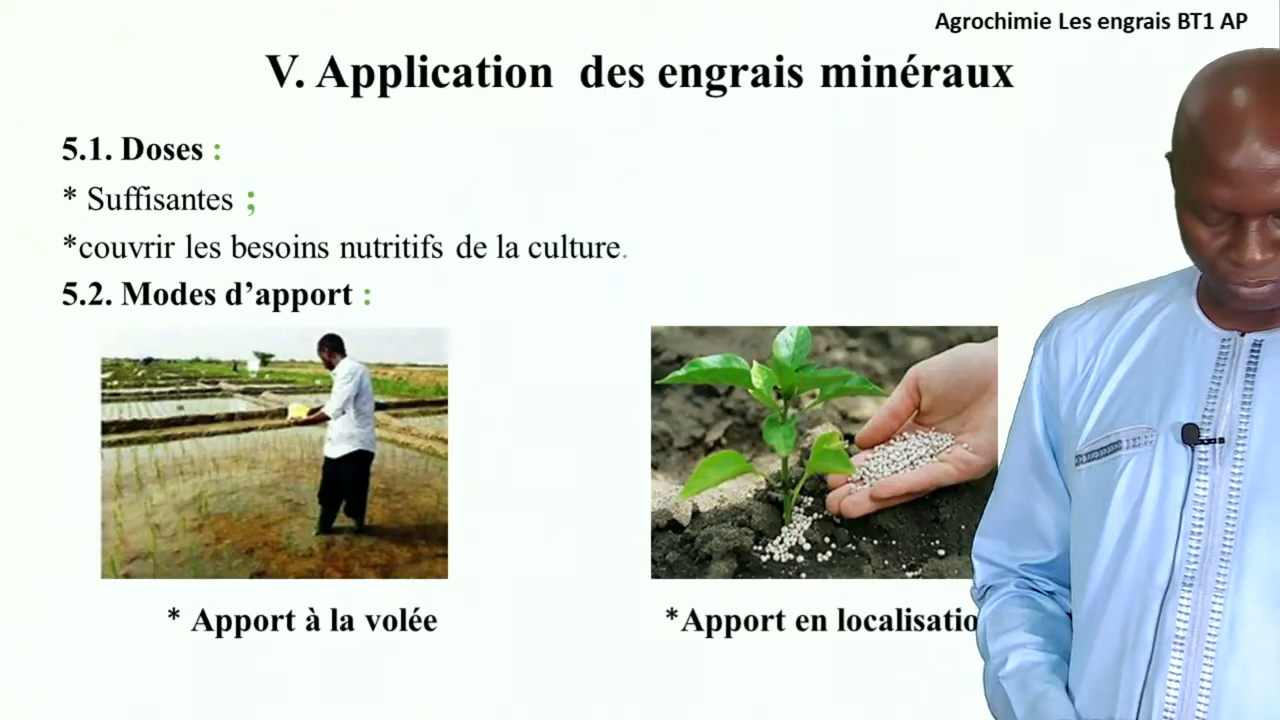 Agrochimie Les engrais BT1 AP
V. Application des engrais minéraux
5.1. Doses :
* Suffisantes ;
*couvrir les besoins nutritifs de la culture.
5.2. Modes d’apport :
* Apport à la volée
*Apport en localisatio